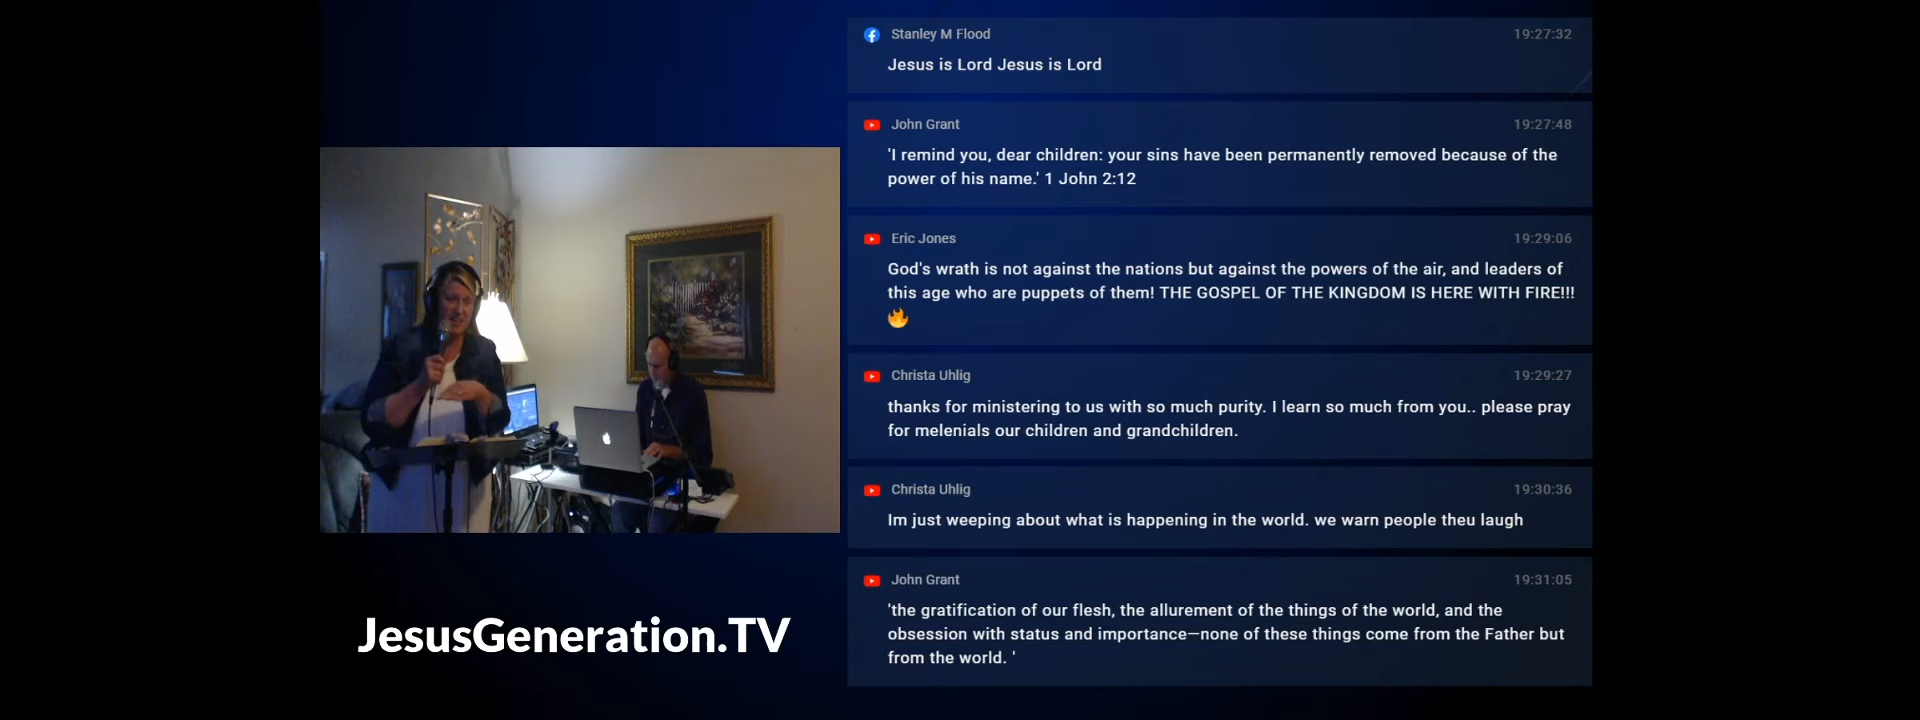 Stanley M Flood 19:27:32
Jesus is Lord Jesus is Lord
John Grant 19:27:48
'I remind you, dear children: your sins have been permanently removed because of the
power of his name.' 1 John 2:12
Eric Jones 19:29:06
God's wrath is not against the nations but against the powers of the air, and leaders of
this age who are puppets of them! THE GOSPEL OF THE KINGDOM IS HERE WITH FIRE!!!
🔥
Christa Uhlig 19:29:27
thanks for ministering to us with so much purity. I learn so much from you.. please pray
for melenials our children and grandchildren.
Christa Uhlig 19:30:36
Im just weeping about what is happening in the world. we warn people theu laugh
John Grant 19:31:05
'the gratification of our flesh, the allurement of the things of the world, and the
obsession with status and importance—none of these things come from the Father but
from the world. '
JesusGeneration.TV